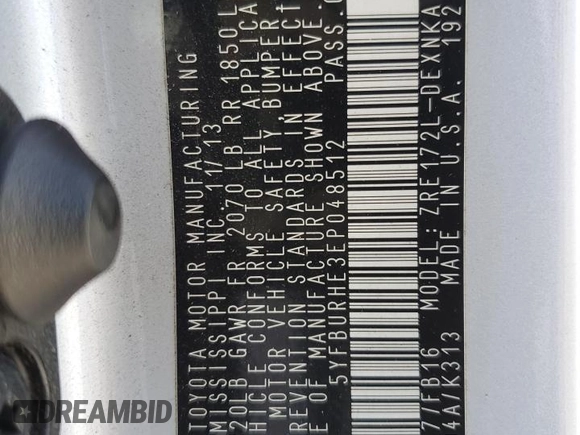 TOYOTA MOTOR MANUFACTURING
MISSISSIPPI INC. 11/13
20LB GAWR FR 2070 LB RR 1850 L
HICLE CONFORMS TO ALL APPLICA
MOTOR VEHICLE SAFETY BUMPER
REVENTION STANDARDS IN EFFECT
E OF MANUFACTURE SHOWN ABOVE.
5YFBURHE3EP048512 PASS.C
77/FB16 MODEL:ZRE172L-DEXNKA
4A/K313 MADE IN U.S.A. 192
DREAMBID